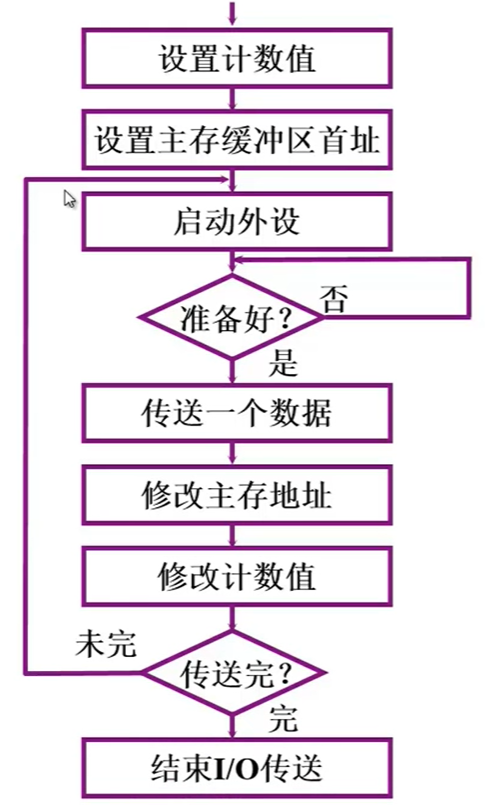 设置计数值
设置主存缓冲区首址
启动外设
准备好？
否
是
传送一个数据
修改主存地址
修改计数值
未完
传送完？
完
结束I/O传送